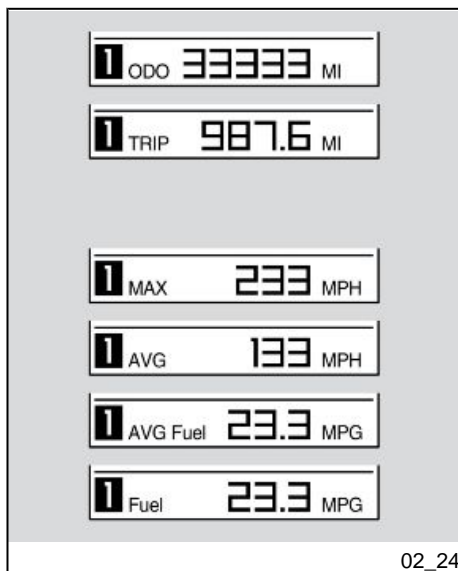 1 ODO 33333 MI
1 TRIP 987.6 MI
1 MAX 233 MPH
1 AVG 133 MPH
1 AVG Fuel 23.3 MPG
1 Fuel 23.3 MPG
02_24